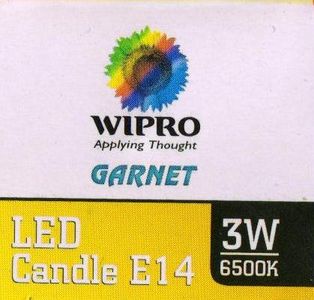 WIPRO
Applying Thought
GARNET
LED
Candle E14
3W
6500K